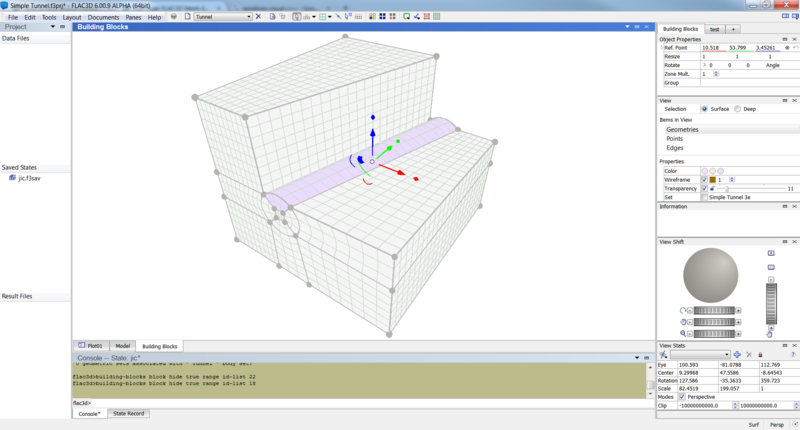 Simple Tunnel.f3prj* - FLAC3D 6.00.9 ALPHA (64bit)
File Edit Tools Layout Documents Panes Help
Tunnel
Project
Data Files
Saved States
jic.f3sav
Result Files
Building Blocks
Plot01 Model Building Blocks
Console -- State: jic*
flac3d>building-blocks block hide true range id-list 22
flac3d>building-blocks block hide true range id-list 18
flac3d>
Console* State Record
Building Blocks test +
Object Properties
Ref. Point 10.518 53.799 3.45261
Resize 1 1 1
Rotate 0 0 0 Angle
Zone Mult. 1
Group
View
Selection Surface Deep
Items in View
Geometries
Points
Edges
Properties
Color
Wireframe 1
Transparency 11
Set Simple Tunnel 3e
Information
View Shift
View Stats
Eye 100.593 -81.0788 112.769
Center 9.29968 47.5586 -8.64543
Rotation 127.586 -35.3633 359.723
Scale 82.4519 199.057 1
Modes Perspective
Clip -10000000000.0 10000000000.0
Surf Persp